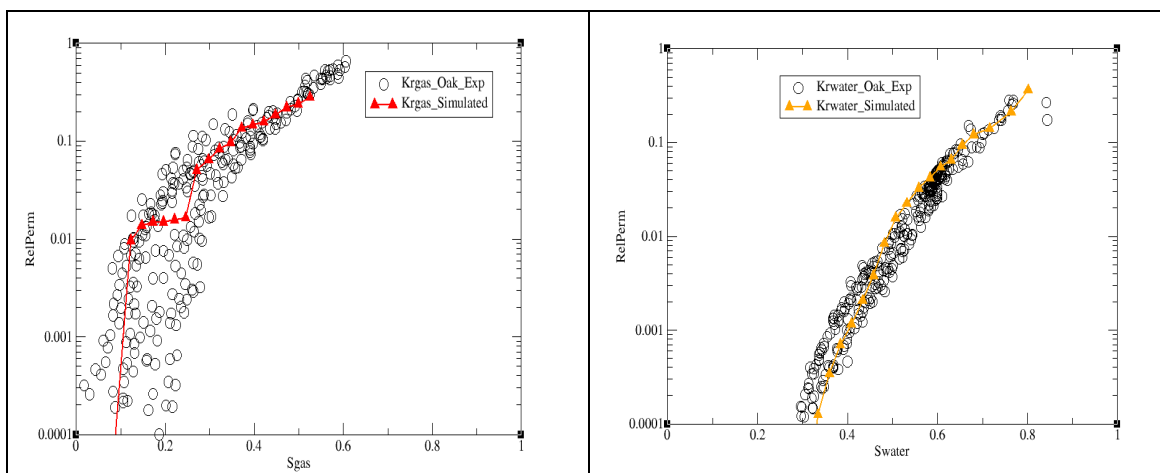 1
Krgas_Oak_Exp
Krgas_Simulated
0.1
RelPerm
0.01
0.001
0.0001
0 0.2 0.4 0.6 0.8 1
Sgas
1
Krwater_Oak_Exp
Krwater_Simulated
0.1
RelPerm
0.01
0.001
0.0001
0 0.2 0.4 0.6 0.8 1
Swater